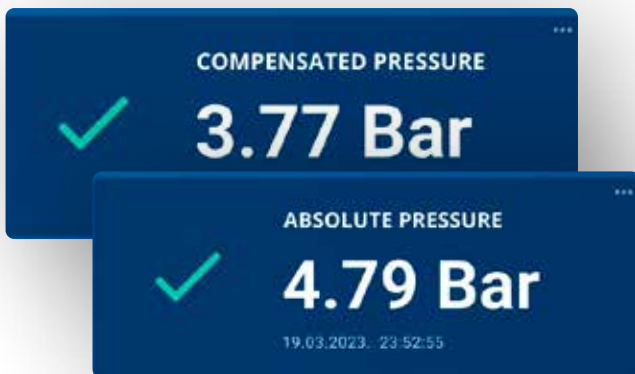 COMPENSATED PRESSURE
3.77 Bar
ABSOLUTE PRESSURE
4.79 Bar
19.03.2023. 23:52:55